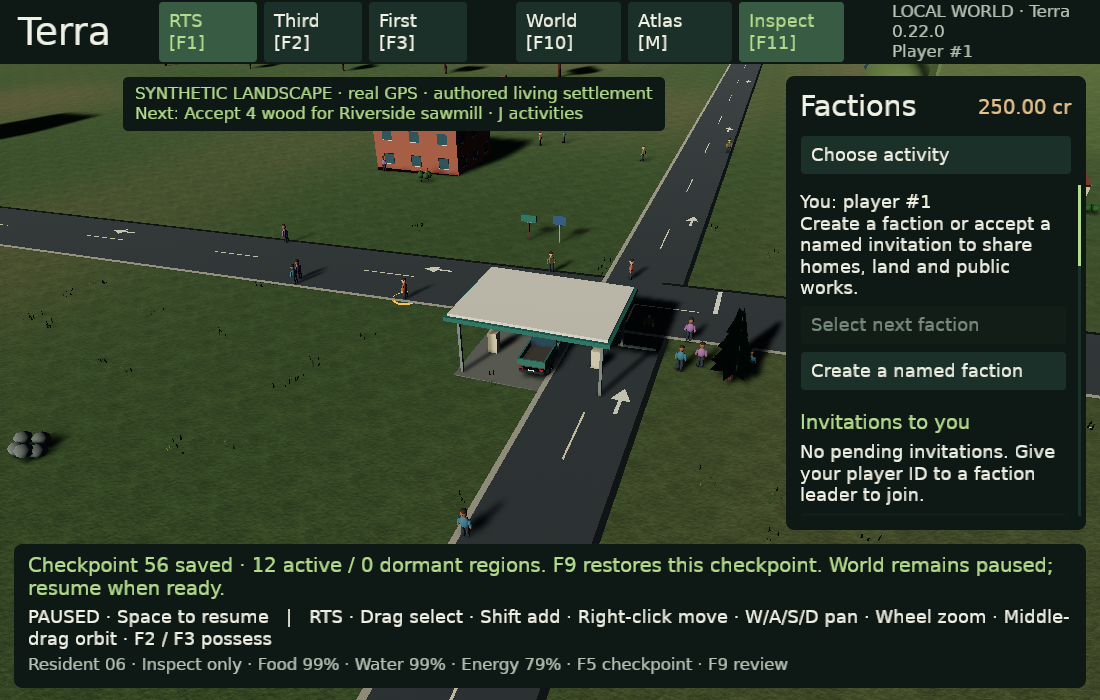 Terra
RTS
[F1]
Third
[F2]
First
[F3]
World
[F10]
Atlas
[M]
Inspect
[F11]
LOCAL WORLD · Terra
0.22.0
Player #1
SYNTHETIC LANDSCAPE · real GPS · authored living settlement
Next: Accept 4 wood for Riverside sawmill · J activities
Factions
250.00 cr
Choose activity
You: player #1
Create a faction or accept a
named invitation to share
homes, land and public
works.
Select next faction
Create a named faction
Invitations to you
No pending invitations. Give
your player ID to a faction
leader to join.
Checkpoint 56 saved · 12 active / 0 dormant regions. F9 restores this checkpoint. World remains paused;
resume when ready.
PAUSED · Space to resume | RTS · Drag select · Shift add · Right-click move · W/A/S/D pan · Wheel zoom · Middle-
drag orbit · F2 / F3 possess
Resident 06 · Inspect only · Food 99% · Water 99% · Energy 79% · F5 checkpoint · F9 review